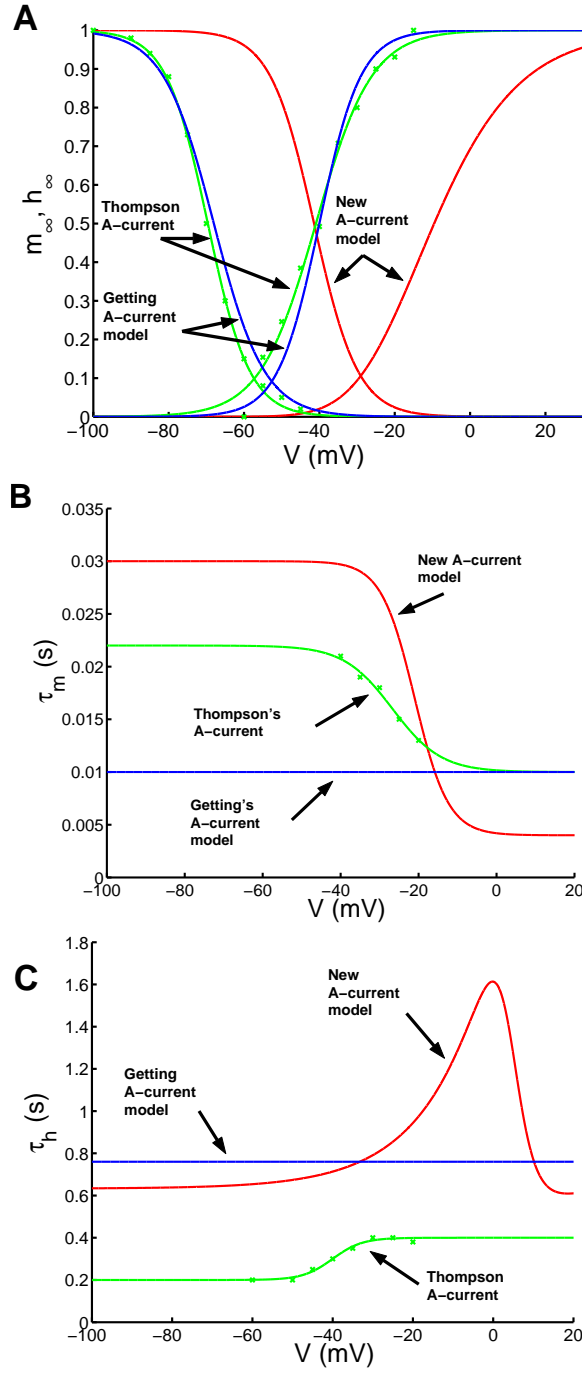 A
1
0.9
0.8
0.7
0.6
0.5
0.4
0.3
0.2
0.1
0
m∞, h∞
Thompson
A−current
Getting
A−current
model
New
A−current
model
−100
−80
−60
−40
−20
0
20
V (mV)
B
0.035
0.03
0.025
0.02
0.015
0.01
0.005
0
τm (s)
New A−current
model
Thompson's
A−current
Getting's
A−current
model
−100
−80
−60
−40
−20
0
20
V (mV)
C
1.8
1.6
1.4
1.2
1
0.8
0.6
0.4
0.2
0
τh (s)
New
A−current
model
Getting
A−current
model
Thompson
A−current
−100
−80
−60
−40
−20
0
20
V (mV)